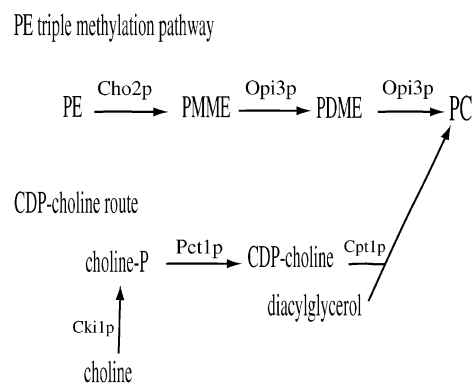 PE triple methylation pathway
Cho2p Opi3p Opi3p
PE PMME PDME PC
CDP-choline route
Pct1p Cpt1p
choline-P CDP-choline
diacylglycerol
Cki1p
choline